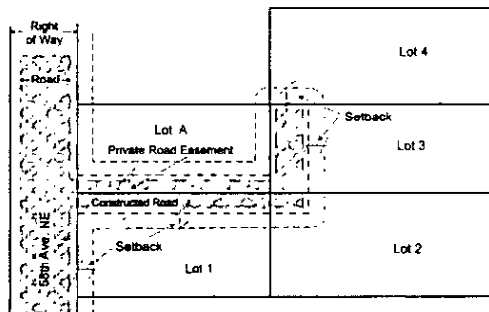 Right
of Way
Road
Lot 4
Lot A
Setback
Private Road Easement
Lot 3
Constructed Road
58th Ave. NE
Setback
Lot 1
Lot 2